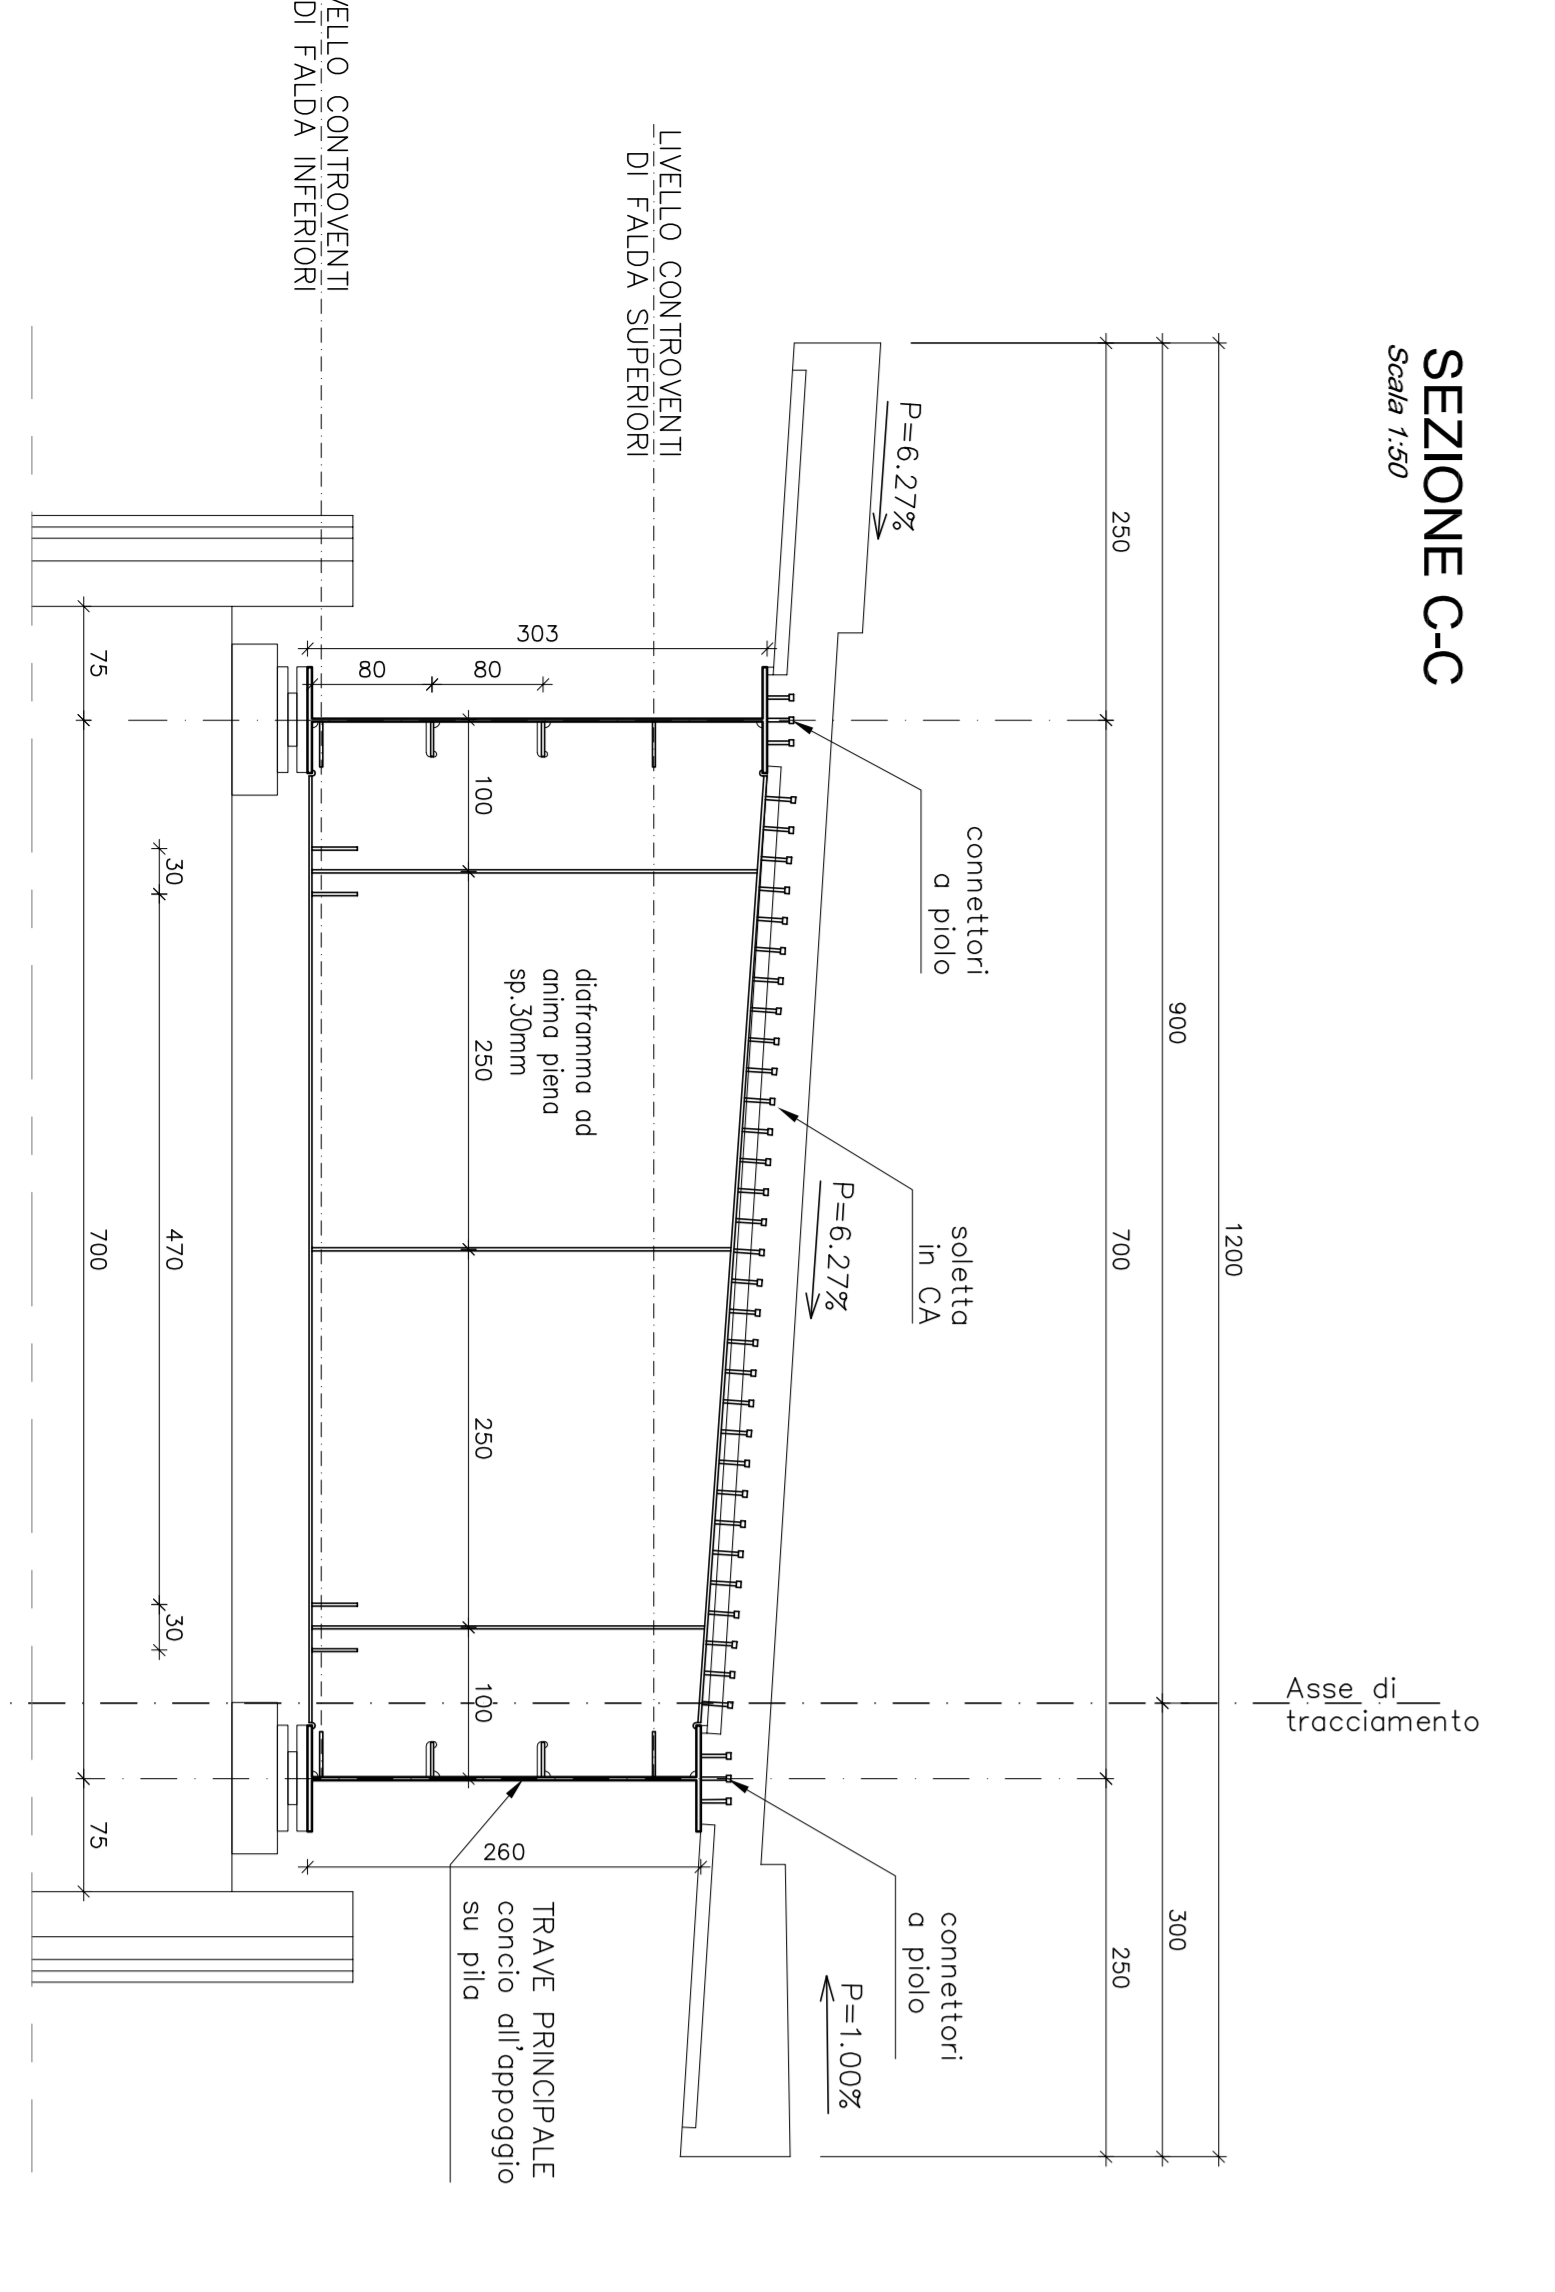 SEZIONE C-C
Scala 1:50
1200
900
300
250
700
250
Asse di
tracciamento
P=6.27%
connettori
a piolo
soletta
in CA
P=6.27%
connettori
a piolo
P=1.00%
LIVELLO CONTROVENTI
DI FALDA SUPERIORI
303
80
80
diaframma ad
anima piena
sp.30mm
100
250
250
100
260
TRAVE PRINCIPALE
concio all'appoggio
su pila
VELLO CONTROVENTI
DI FALDA INFERIORI
30
470
30
75
700
75